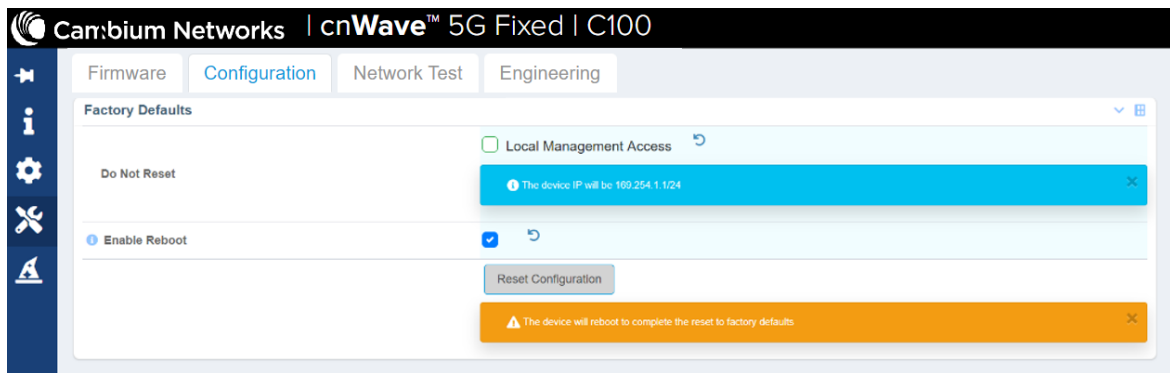 Cambium Networks | cnWave™ 5G Fixed | C100
Firmware Configuration Network Test Engineering
Factory Defaults
Local Management Access
Do Not Reset
The device IP will be 169.254.1.1/24
Enable Reboot
Reset Configuration
The device will reboot to complete the reset to factory defaults